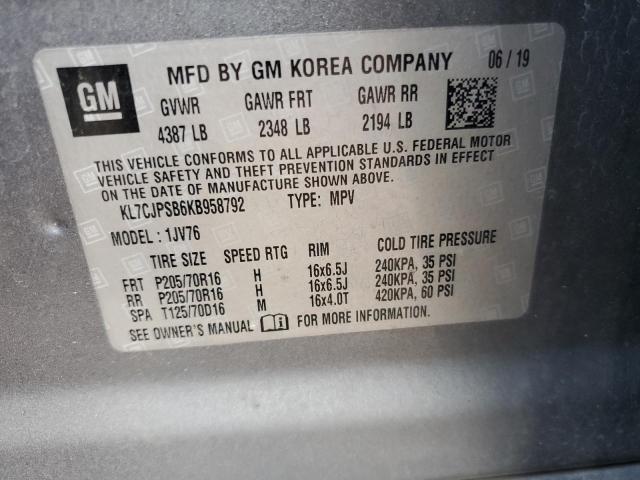 GM MFD BY GM KOREA COMPANY 06 / 19
GVWR GAWR FRT GAWR RR
4387 LB 2348 LB 2194 LB
THIS VEHICLE CONFORMS TO ALL APPLICABLE U.S. FEDERAL MOTOR
VEHICLE SAFETY AND THEFT PREVENTION STANDARDS IN EFFECT
ON THE DATE OF MANUFACTURE SHOWN ABOVE.
KL7CJPSB6KB958792 TYPE: MPV
MODEL : 1JV76
TIRE SIZE SPEED RTG RIM COLD TIRE PRESSURE
FRT P205/70R16 H 16x6.5J 240KPA, 35 PSI
RR P205/70R16 H 16x6.5J 240KPA, 35 PSI
SPA T125/70D16 M 16x4.0T 420KPA, 60 PSI
SEE OWNER'S MANUAL FOR MORE INFORMATION.